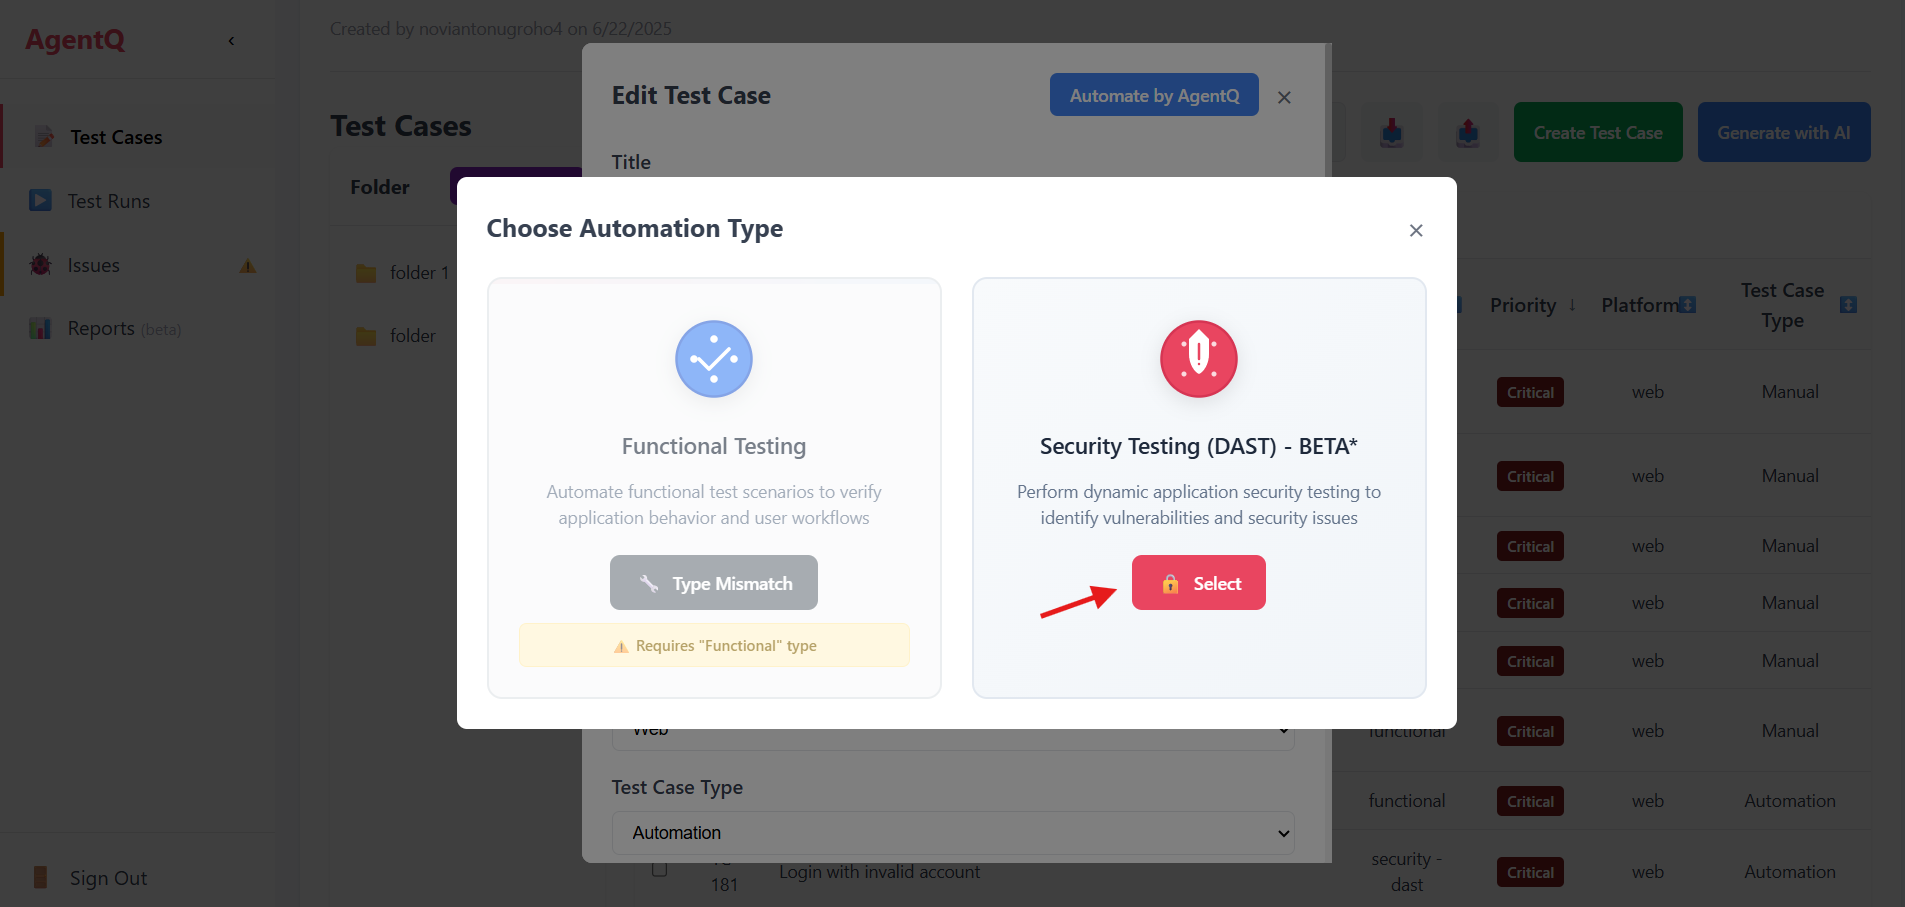 AgentQ
‹
Test Cases
Test Runs
Issues
Reports (beta)
Sign Out
Created by noviantonugroho4 on 6/22/2025
Test Cases
Create Test Case
Generate with AI
Folder
folder 1
folder
Edit Test Case
Automate by AgentQ
×
Title
Choose Automation Type
×
Functional Testing
Automate functional test scenarios to verify
application behavior and user workflows
Type Mismatch
Requires "Functional" type
Security Testing (DAST) - BETA*
Perform dynamic application security testing to
identify vulnerabilities and security issues
Select
Web
Test Case Type
Automation
Priority ↓
Platform
Test Case
Type
Critical web Manual
Critical web Manual
Critical web Manual
Critical web Manual
Critical web Manual
functional Critical web Manual
functional Critical web Automation
181
Login with invalid account
security -
dast
Critical web Automation